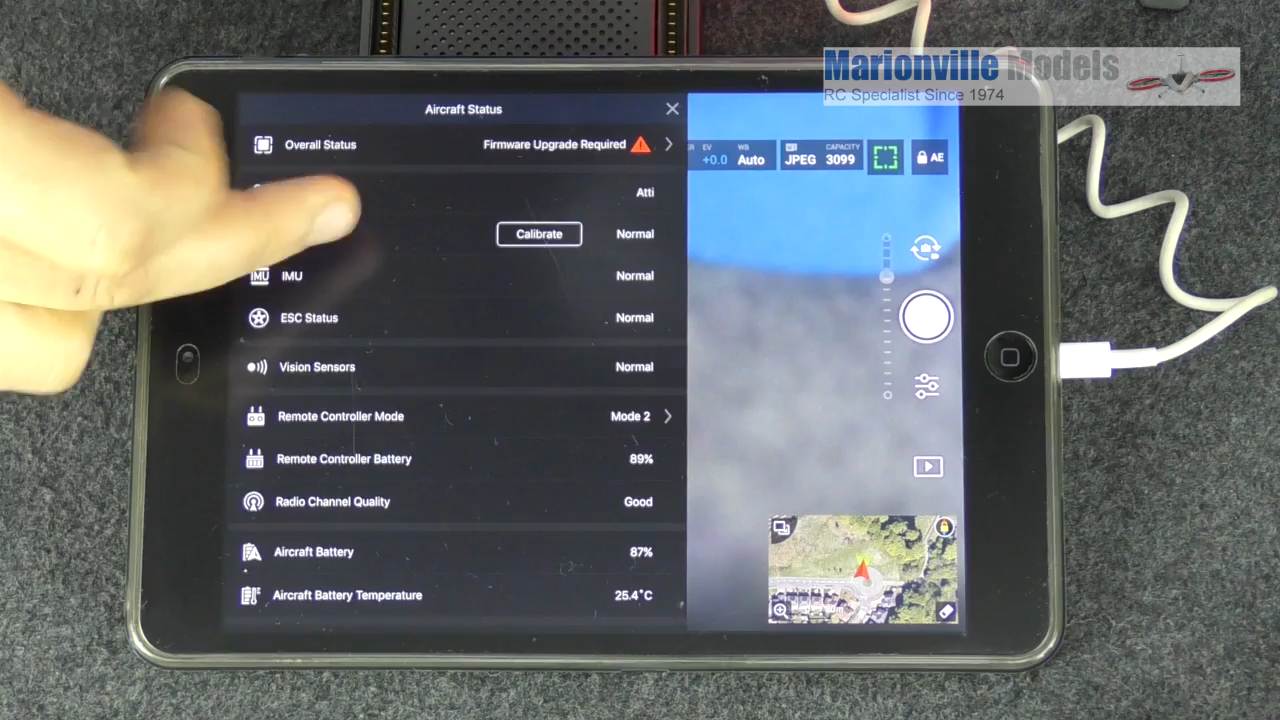 Marionville Models
RC Specialist Since 1974
Aircraft Status
Overall Status Firmware Upgrade Required
Atti
Calibrate Normal
IMU IMU Normal
ESC Status Normal
Vision Sensors Normal
Remote Controller Mode Mode 2
Remote Controller Battery 89%
Radio Channel Quality Good
Aircraft Battery 87%
Aircraft Battery Temperature 25.4°C
EV +0.0
WB Auto
JPEG
CAPACITY 3099
AE